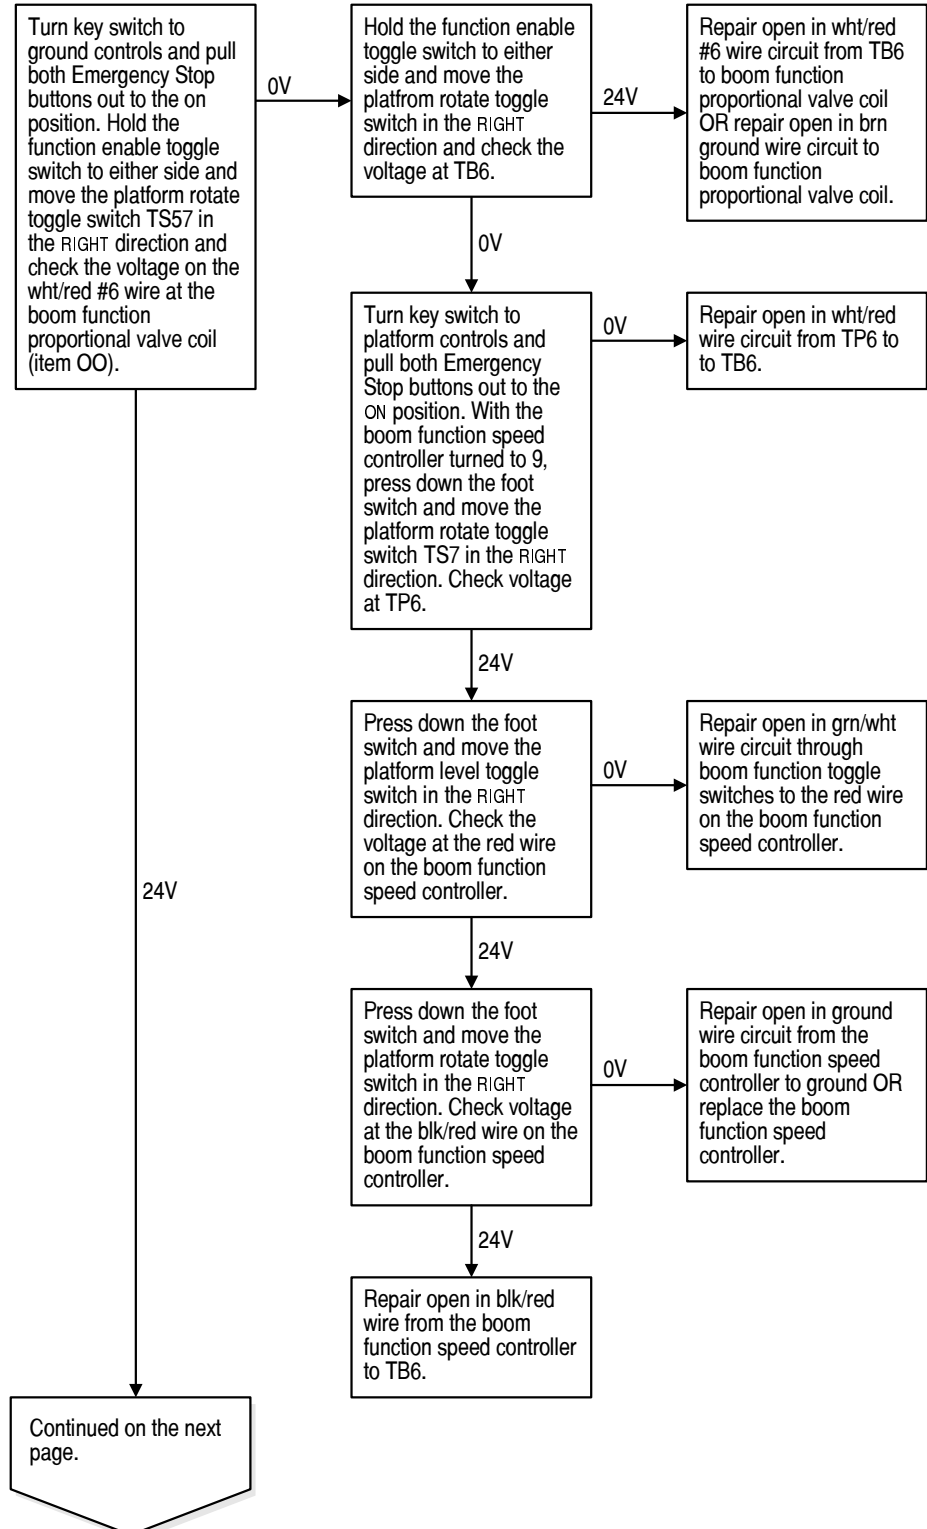 Turn key switch to
ground controls and pull
both Emergency Stop
buttons out to the on
position. Hold the
function enable toggle
switch to either side and
move the platform rotate
toggle switch TS57 in
the RIGHT direction and
check the voltage on the
wht/red #6 wire at the
boom function
proportional valve coil
(item OO).
0V
Hold the function enable
toggle switch to either
side and move the
platfrom rotate toggle
switch in the RIGHT
direction and check the
voltage at TB6.
24V
Repair open in wht/red
#6 wire circuit from TB6
to boom function
proportional valve coil
OR repair open in brn
ground wire circuit to
boom function
proportional valve coil.
0V
Turn key switch to
platform controls and
pull both Emergency
Stop buttons out to the
ON position. With the
boom function speed
controller turned to 9,
press down the foot
switch and move the
platform rotate toggle
switch TS7 in the RIGHT
direction. Check voltage
at TP6.
0V
Repair open in wht/red
wire circuit from TP6 to
to TB6.
24V
Press down the foot
switch and move the
platform level toggle
switch in the RIGHT
direction. Check the
voltage at the red wire
on the boom function
speed controller.
0V
Repair open in grn/wht
wire circuit through
boom function toggle
switches to the red wire
on the boom function
speed controller.
24V
24V
Press down the foot
switch and move the
platform rotate toggle
switch in the RIGHT
direction. Check voltage
at the blk/red wire on the
boom function speed
controller.
0V
Repair open in ground
wire circuit from the
boom function speed
controller to ground OR
replace the boom
function speed
controller.
24V
Repair open in blk/red
wire from the boom
function speed controller
to TB6.
Continued on the next
page.